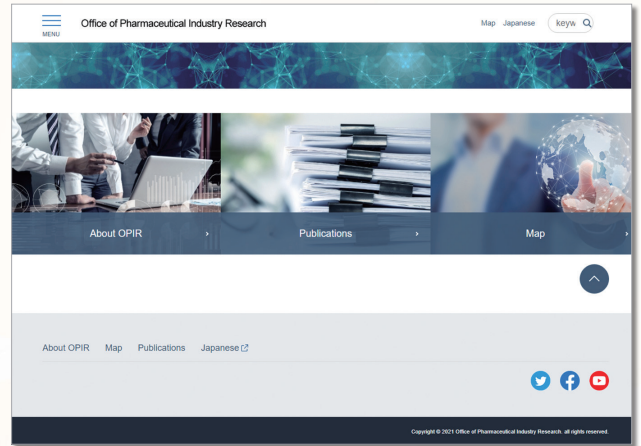 MENU
Office of Pharmaceutical Industry Research
Map Japanese keyw
About OPIR
Publications
Map
About OPIR Map Publications Japanese
Copyright © 2021 Office of Pharmaceutical Industry Research. all rights reserved.